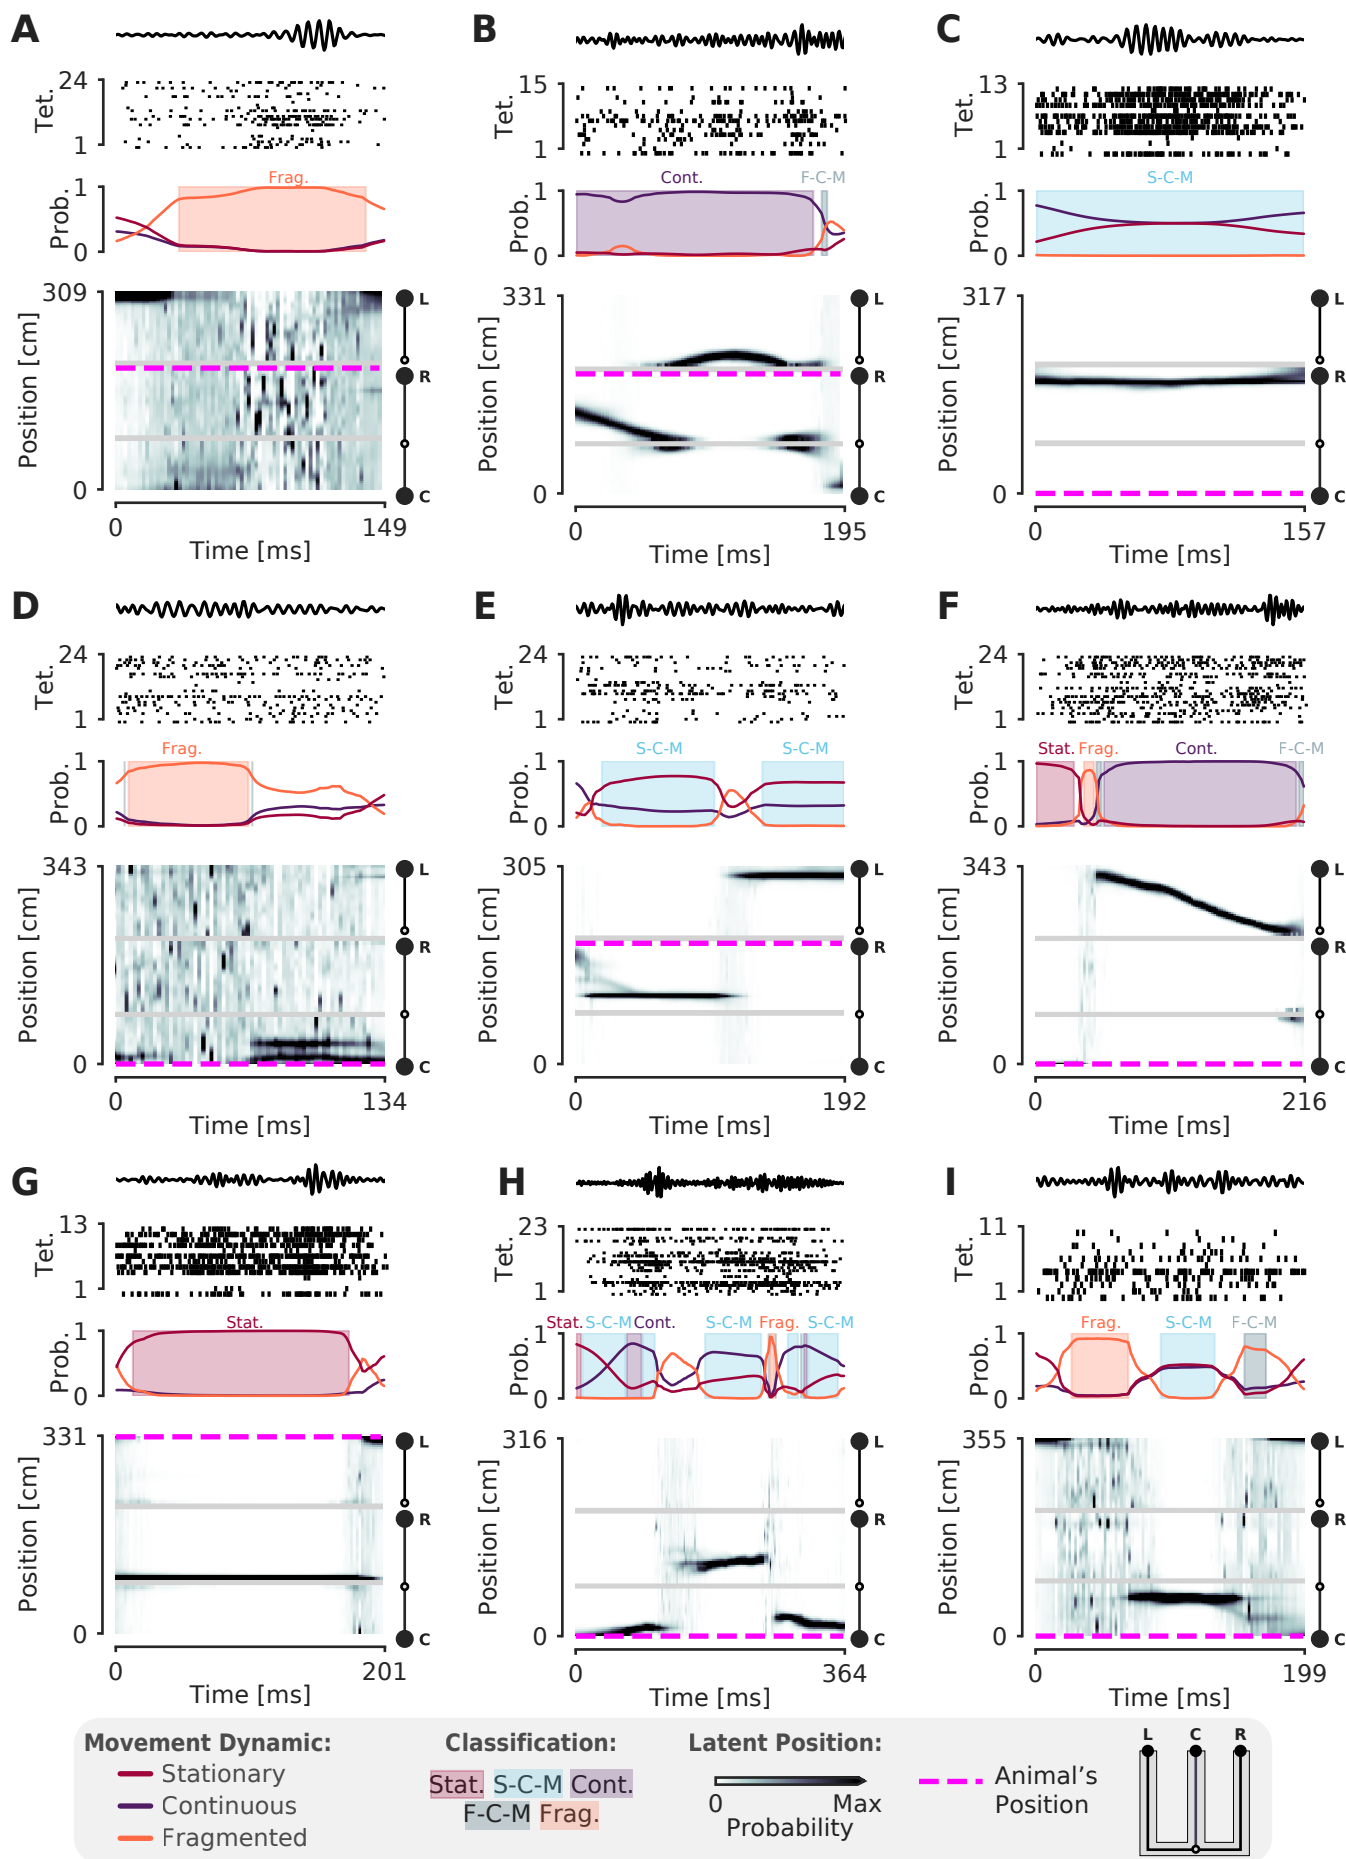 A
24
Tet.
1
Frag.
1
Prob.
0
309
Position [cm]
0
L
R
C
0
149
Time [ms]
B
15
Tet.
1
Cont.
F-C-M
1
Prob.
0
331
Position [cm]
0
L
R
C
0
195
Time [ms]
C
13
Tet.
1
S-C-M
1
Prob.
0
317
Position [cm]
0
L
R
C
0
157
Time [ms]
D
24
Tet.
1
Frag.
1
Prob.
0
343
Position [cm]
0
L
R
C
0
134
Time [ms]
E
24
Tet.
1
S-C-M S-C-M
1
Prob.
0
305
Position [cm]
0
L
R
C
0
192
Time [ms]
F
24
Tet.
1
Stat. Frag. Cont. F-C-M
1
Prob.
0
343
Position [cm]
0
L
R
C
0
216
Time [ms]
G
13
Tet.
1
Stat.
1
Prob.
0
331
Position [cm]
0
L
R
C
0
201
Time [ms]
H
23
Tet.
1
Stat. S-C-M Cont. S-C-M Frag. S-C-M
1
Prob.
0
316
Position [cm]
0
L
R
C
0
364
Time [ms]
I
11
Tet.
1
Frag. S-C-M F-C-M
1
Prob.
0
355
Position [cm]
0
L
R
C
0
199
Time [ms]
Movement Dynamic:
Stationary
Continuous
Fragmented
Classification:
Stat. S-C-M Cont.
F-C-M Frag.
Latent Position:
0 Max
Probability
Animal's
Position
L C R